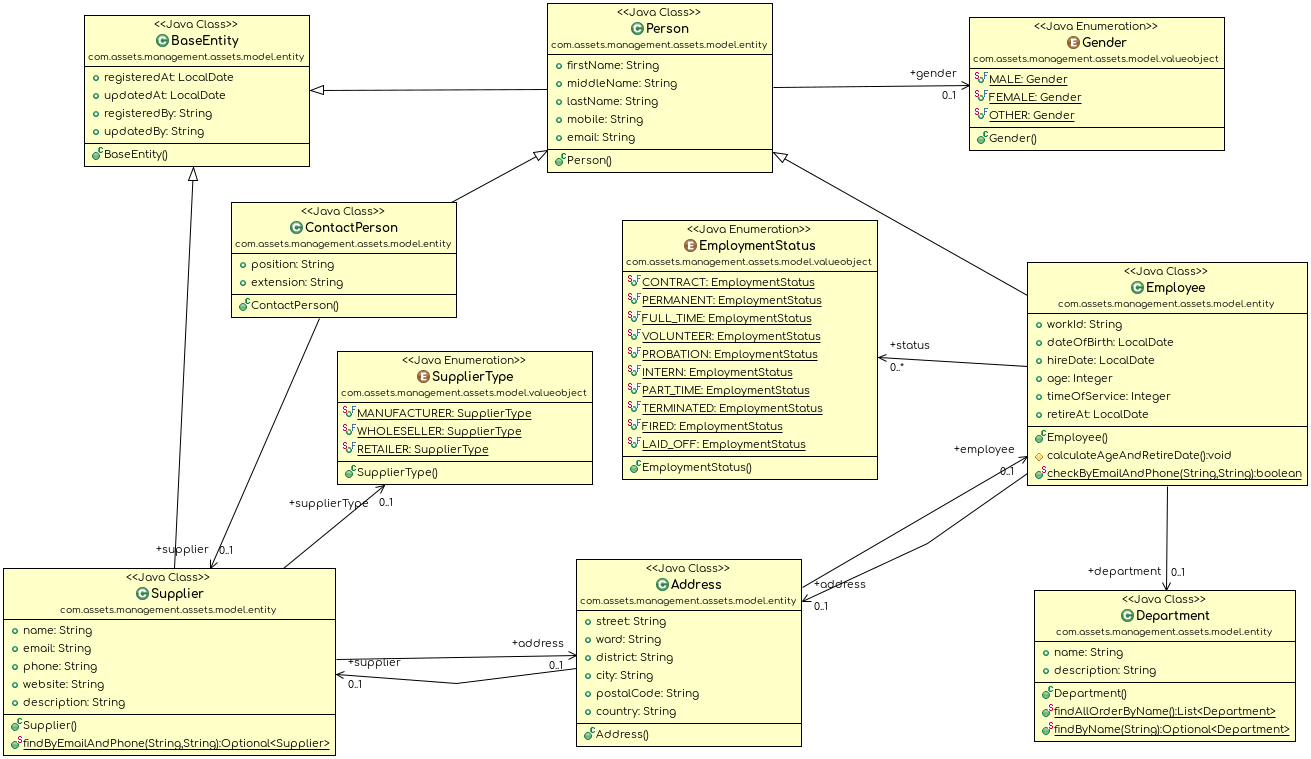 <<Java Class>>
BaseEntity
com.assets.management.assets.model.entity
registeredAt: LocalDate
updatedAt: LocalDate
registeredBy: String
updatedBy: String
BaseEntity()
<<Java Class>>
Person
com.assets.management.assets.model.entity
firstName: String
middleName: String
lastName: String
mobile: String
email: String
Person()
+gender
0..1
<<Java Enumeration>>
Gender
com.assets.management.assets.model.valueobject
MALE: Gender
FEMALE: Gender
OTHER: Gender
Gender()
<<Java Class>>
ContactPerson
com.assets.management.assets.model.entity
position: String
extension: String
ContactPerson()
<<Java Enumeration>>
EmploymentStatus
com.assets.management.assets.model.valueobject
CONTRACT: EmploymentStatus
PERMANENT: EmploymentStatus
FULL_TIME: EmploymentStatus
VOLUNTEER: EmploymentStatus
PROBATION: EmploymentStatus
INTERN: EmploymentStatus
PART_TIME: EmploymentStatus
TERMINATED: EmploymentStatus
FIRED: EmploymentStatus
LAID_OFF: EmploymentStatus
EmploymentStatus()
+status
0..*
<<Java Class>>
Employee
com.assets.management.assets.model.entity
workId: String
dateOfBirth: LocalDate
hireDate: LocalDate
age: Integer
timeOfService: Integer
retireAt: LocalDate
Employee()
calculateAgeAndRetireDate():void
checkByEmailAndPhone(String,String):boolean
<<Java Enumeration>>
SupplierType
com.assets.management.assets.model.valueobject
MANUFACTURER: SupplierType
WHOLESELLER: SupplierType
RETAILER: SupplierType
SupplierType()
+supplierType
0..1
+supplier
0..1
+employee
0..1
+address
0..1
+department
0..1
<<Java Class>>
Supplier
com.assets.management.assets.model.entity
name: String
email: String
phone: String
website: String
description: String
Supplier()
findByEmailAndPhone(String,String):Optional<Supplier>
+address
0..1
+supplier
0..1
<<Java Class>>
Address
com.assets.management.assets.model.entity
street: String
ward: String
district: String
city: String
postalCode: String
country: String
Address()
<<Java Class>>
Department
com.assets.management.assets.model.entity
name: String
description: String
Department()
findAllOrderByName():List<Department>
findByName(String):Optional<Department>